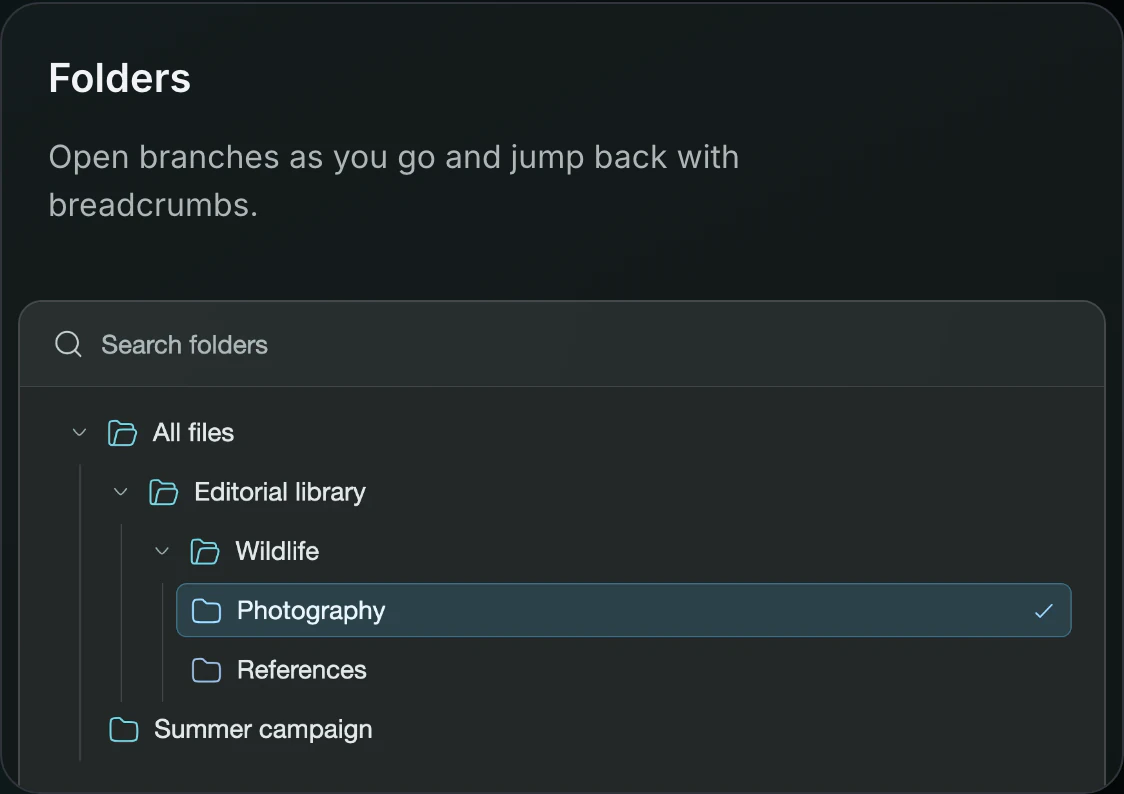 Folders
Open branches as you go and jump back with
breadcrumbs.
Search folders
All files
Editorial library
Wildlife
Photography
References
Summer campaign